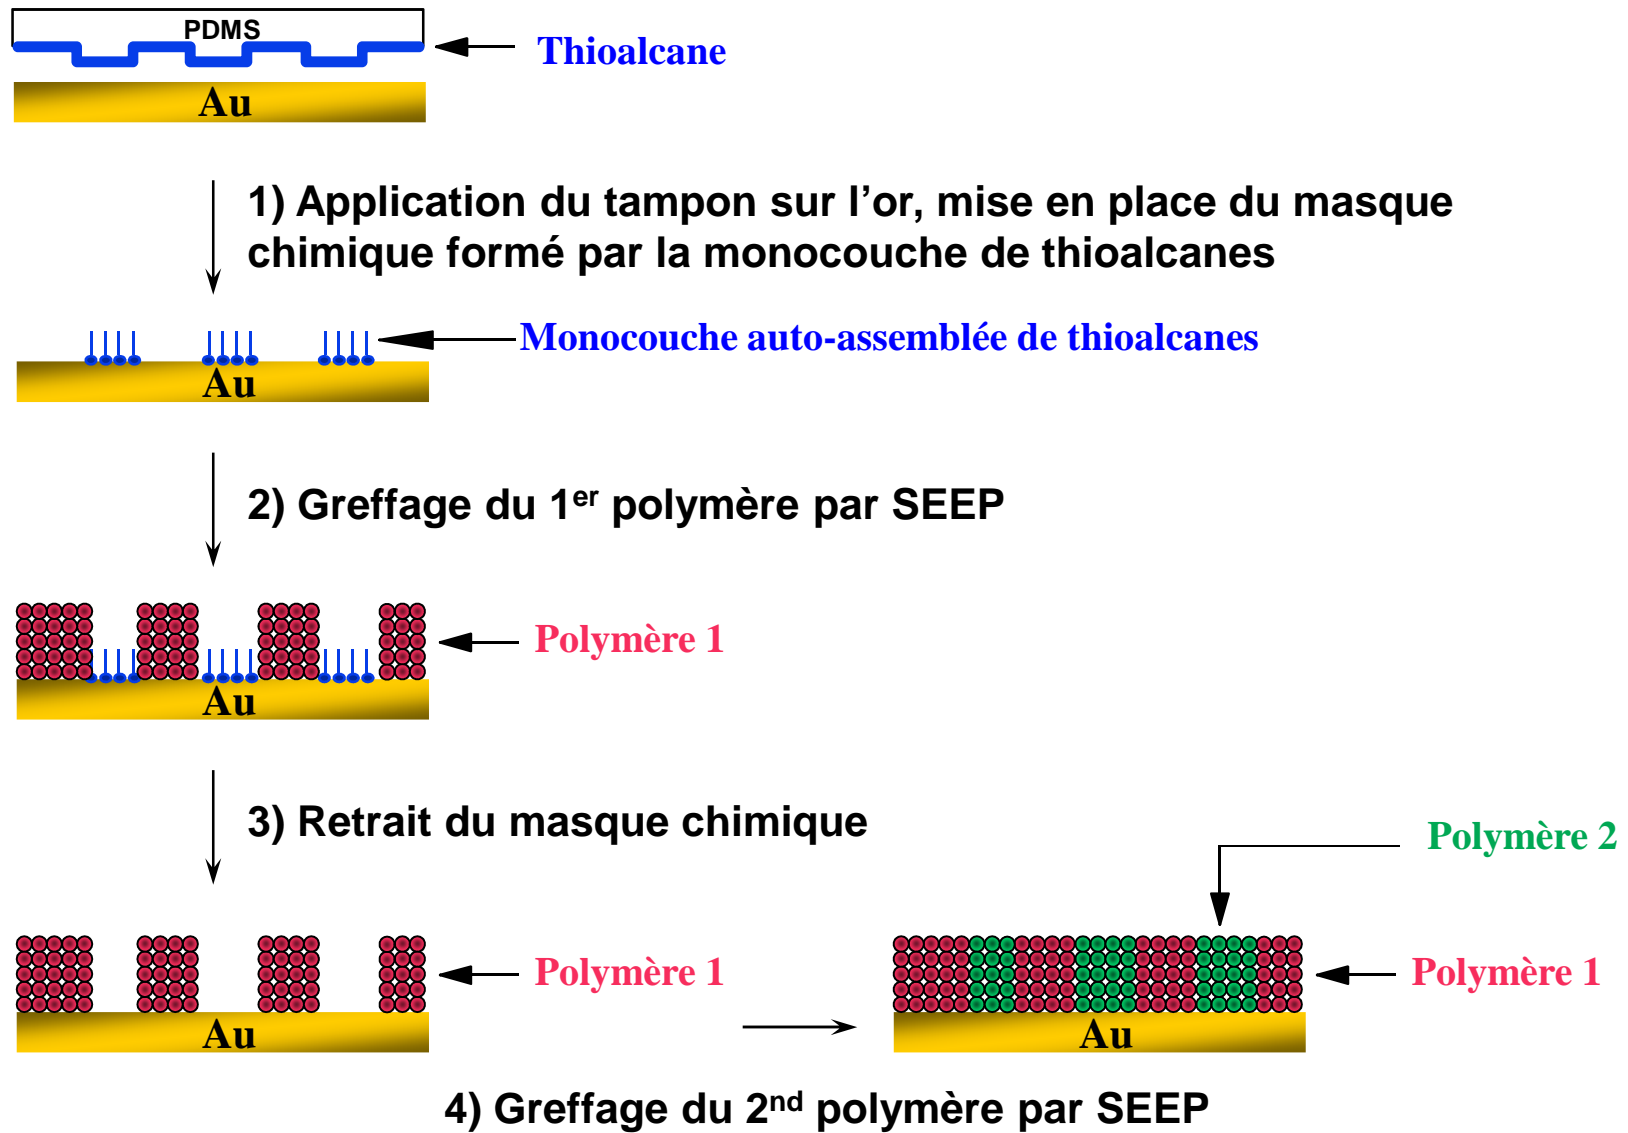 PDMS
Thioalcane
Au
1) Application du tampon sur l’or, mise en place du masque
chimique formé par la monocouche de thioalcanes
Monocouche auto-assemblée de thioalcanes
Au
2) Greffage du 1er polymère par SEEP
Polymère 1
Au
3) Retrait du masque chimique
Polymère 2
Polymère 1
Polymère 1
Au
Au
4) Greffage du 2nd polymère par SEEP